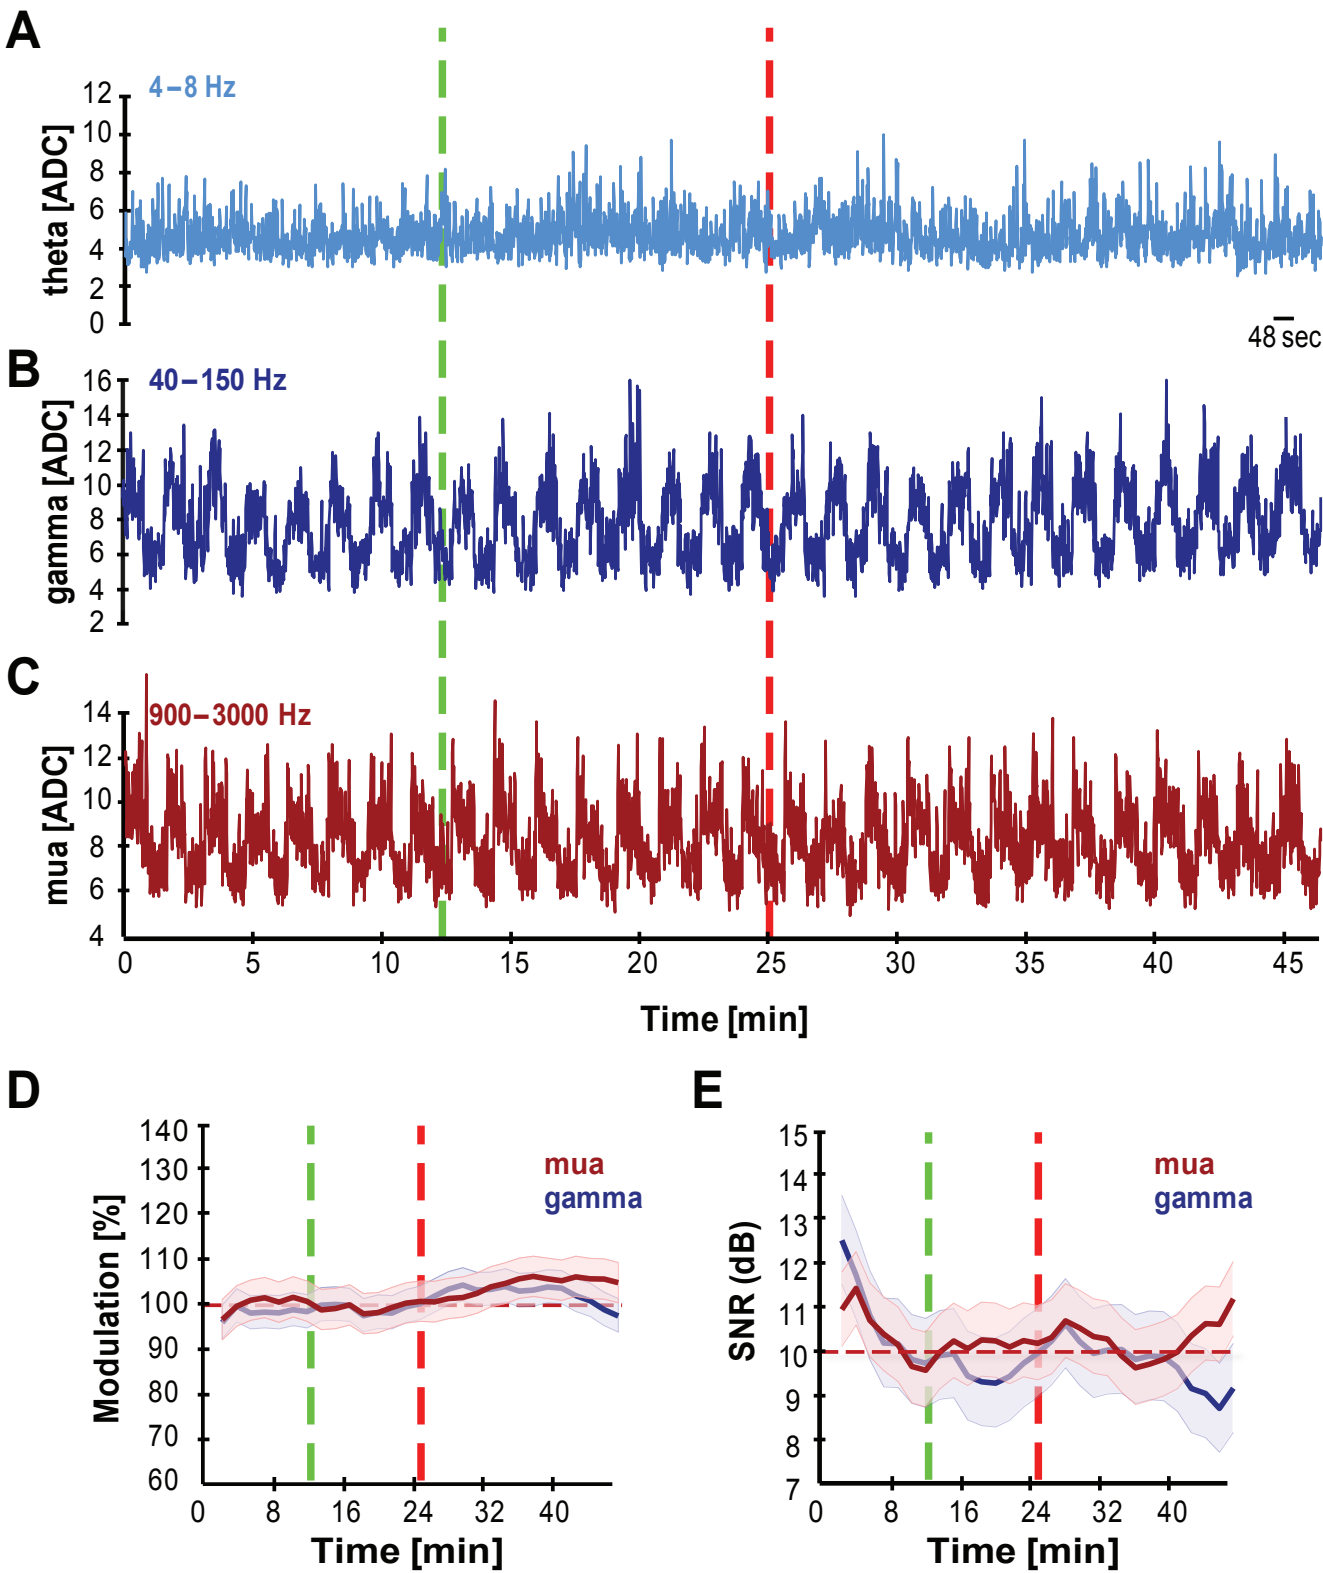 A
4–8 Hz
theta [ADC]
12
10
8
6
4
2
0
48 sec
B
40–150 Hz
gamma [ADC]
16
14
12
10
8
6
4
2
C
900–3000 Hz
mua [ADC]
14
12
10
8
6
4
0 5 10 15 20 25 30 35 40 45
Time [min]
D
Modulation [%]
140
130
120
110
100
90
80
70
60
mua
gamma
0 8 16 24 32 40
Time [min]
E
SNR (dB)
15
14
13
12
11
10
9
8
7
mua
gamma
0 8 16 24 32 40
Time [min]